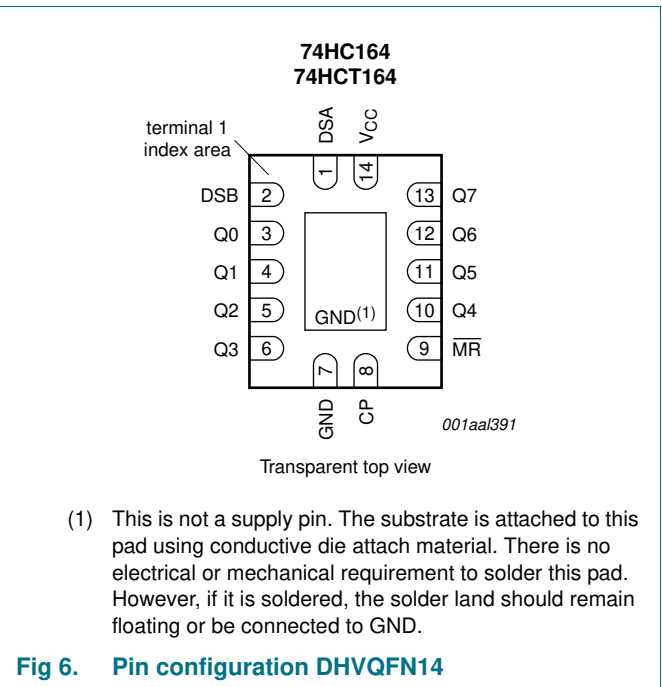 74HC164
74HCT164
terminal 1
index area
DSA
VCC
1
14
DSB 2
13 Q7
Q0 3
12 Q6
Q1 4
11 Q5
Q2 5
10 Q4
Q3 6
9 M̅R̅
GND(1)
7
8
GND
CP
001aal391
Transparent top view
(1) This is not a supply pin. The substrate is attached to this
pad using conductive die attach material. There is no
electrical or mechanical requirement to solder this pad.
However, if it is soldered, the solder land should remain
floating or be connected to GND.
Fig 6. Pin configuration DHVQFN14